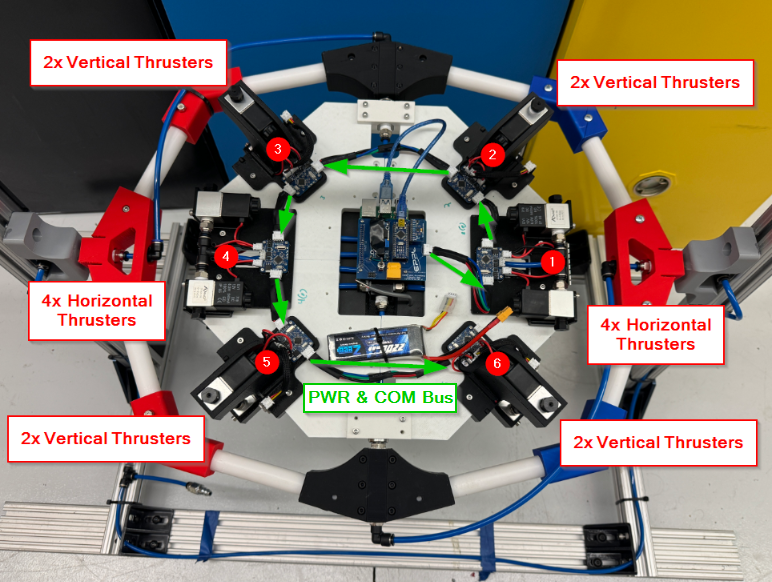 2x Vertical Thrusters
2x Vertical Thrusters
3
2
4
1
4x Horizontal
Thrusters
4x Horizontal
Thrusters
5
6
2200
PWR & COM Bus
2x Vertical Thrusters
2x Vertical Thrusters